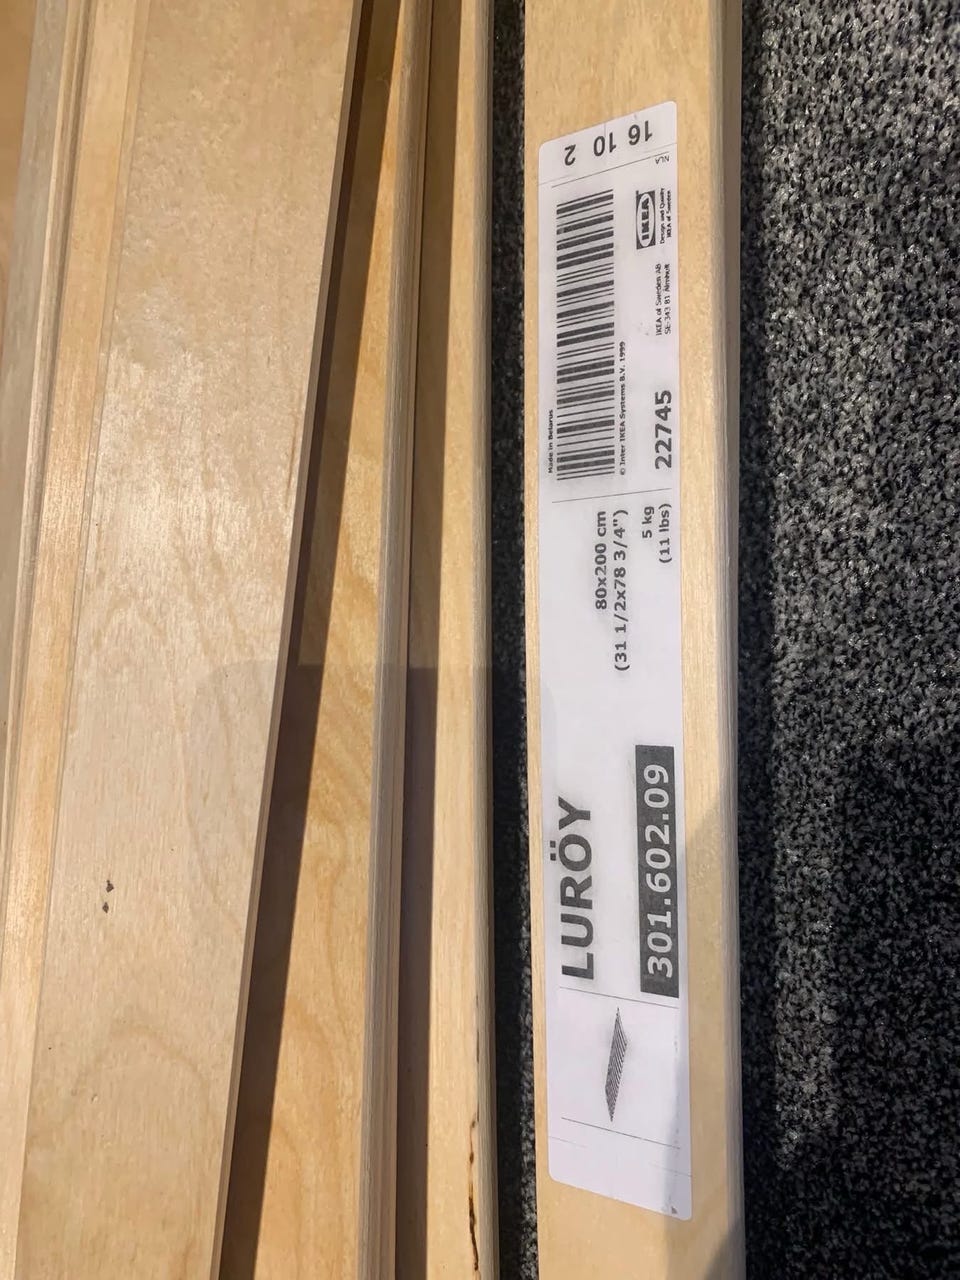 LURÖY
301.602.09
80x200 cm
(31 1/2x78 3/4")
5 kg
(11 lbs)
Made in Belarus
© Inter IKEA Systems B.V. 1999
22745
IKEA of Sweden AB
SE-343 81 Älmhult
IKEA
Design and Quality
IKEA of Sweden
2 10 16
NLA